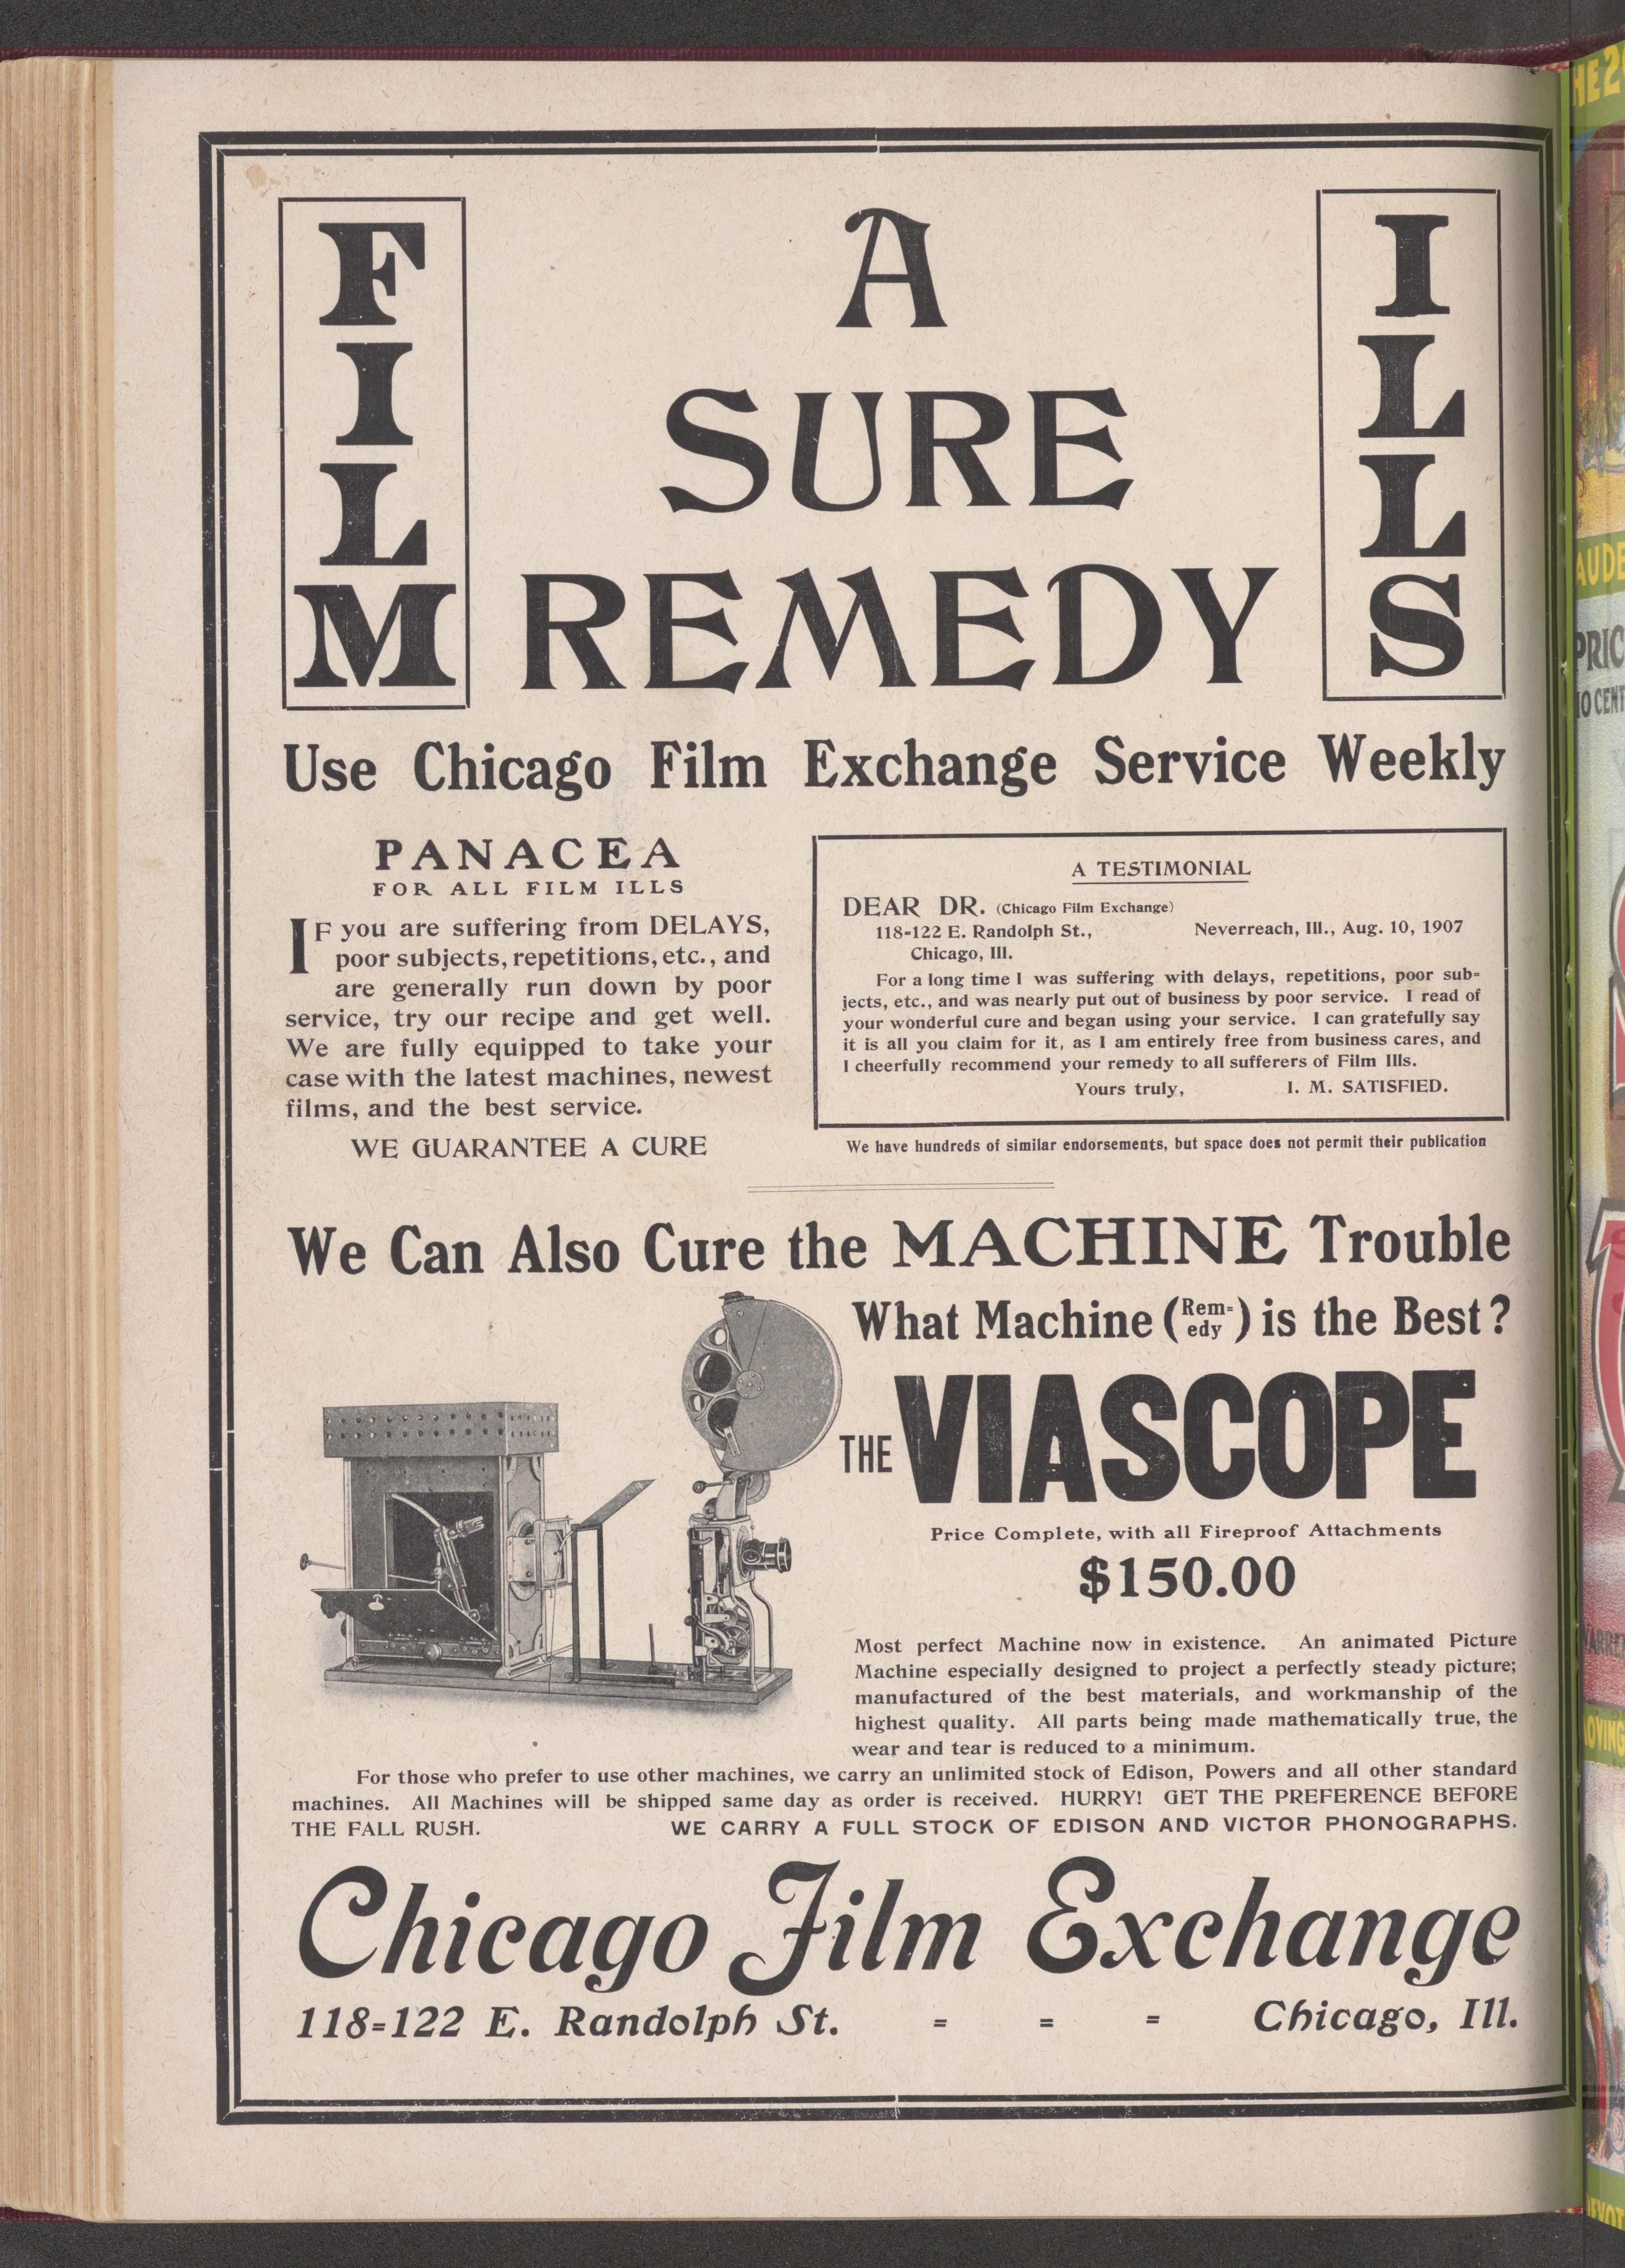 FILM
A
SURE
REMEDY
ILLS
Use Chicago Film Exchange Service Weekly
PANACEA
FOR ALL FILM ILLS
IF you are suffering from DELAYS,
poor subjects, repetitions, etc., and
are generally run down by poor
service, try our recipe and get well.
We are fully equipped to take your
case with the latest machines, newest
films, and the best service.
WE GUARANTEE A CURE
A TESTIMONIAL
DEAR DR. (Chicago Film Exchange)
118-122 E. Randolph St., Neverreach, Ill., Aug. 10, 1907
Chicago, Ill.
For a long time I was suffering with delays, repetitions, poor sub-
jects, etc., and was nearly put out of business by poor service. I read of
your wonderful cure and began using your service. I can gratefully say
it is all you claim for it, as I am entirely free from business cares, and
I cheerfully recommend your remedy to all sufferers of Film Ills.
Yours truly, I. M. SATISFIED.
We have hundreds of similar endorsements, but space does not permit their publication
We Can Also Cure the MACHINE Trouble
What Machine (Rem-edy) is the Best?
THE VIASCOPE
Price Complete, with all Fireproof Attachments
$150.00
Most perfect Machine now in existence. An animated Picture
Machine especially designed to project a perfectly steady picture;
manufactured of the best materials, and workmanship of the
highest quality. All parts being made mathematically true, the
wear and tear is reduced to a minimum.
For those who prefer to use other machines, we carry an unlimited stock of Edison, Powers and all other standard
machines. All Machines will be shipped same day as order is received. HURRY! GET THE PREFERENCE BEFORE
THE FALL RUSH. WE CARRY A FULL STOCK OF EDISON AND VICTOR PHONOGRAPHS.
Chicago Film Exchange
118-122 E. Randolph St. - - - Chicago, Ill.
HE 2
AUDE
PRIC
10 CENT
OVING
EVOT